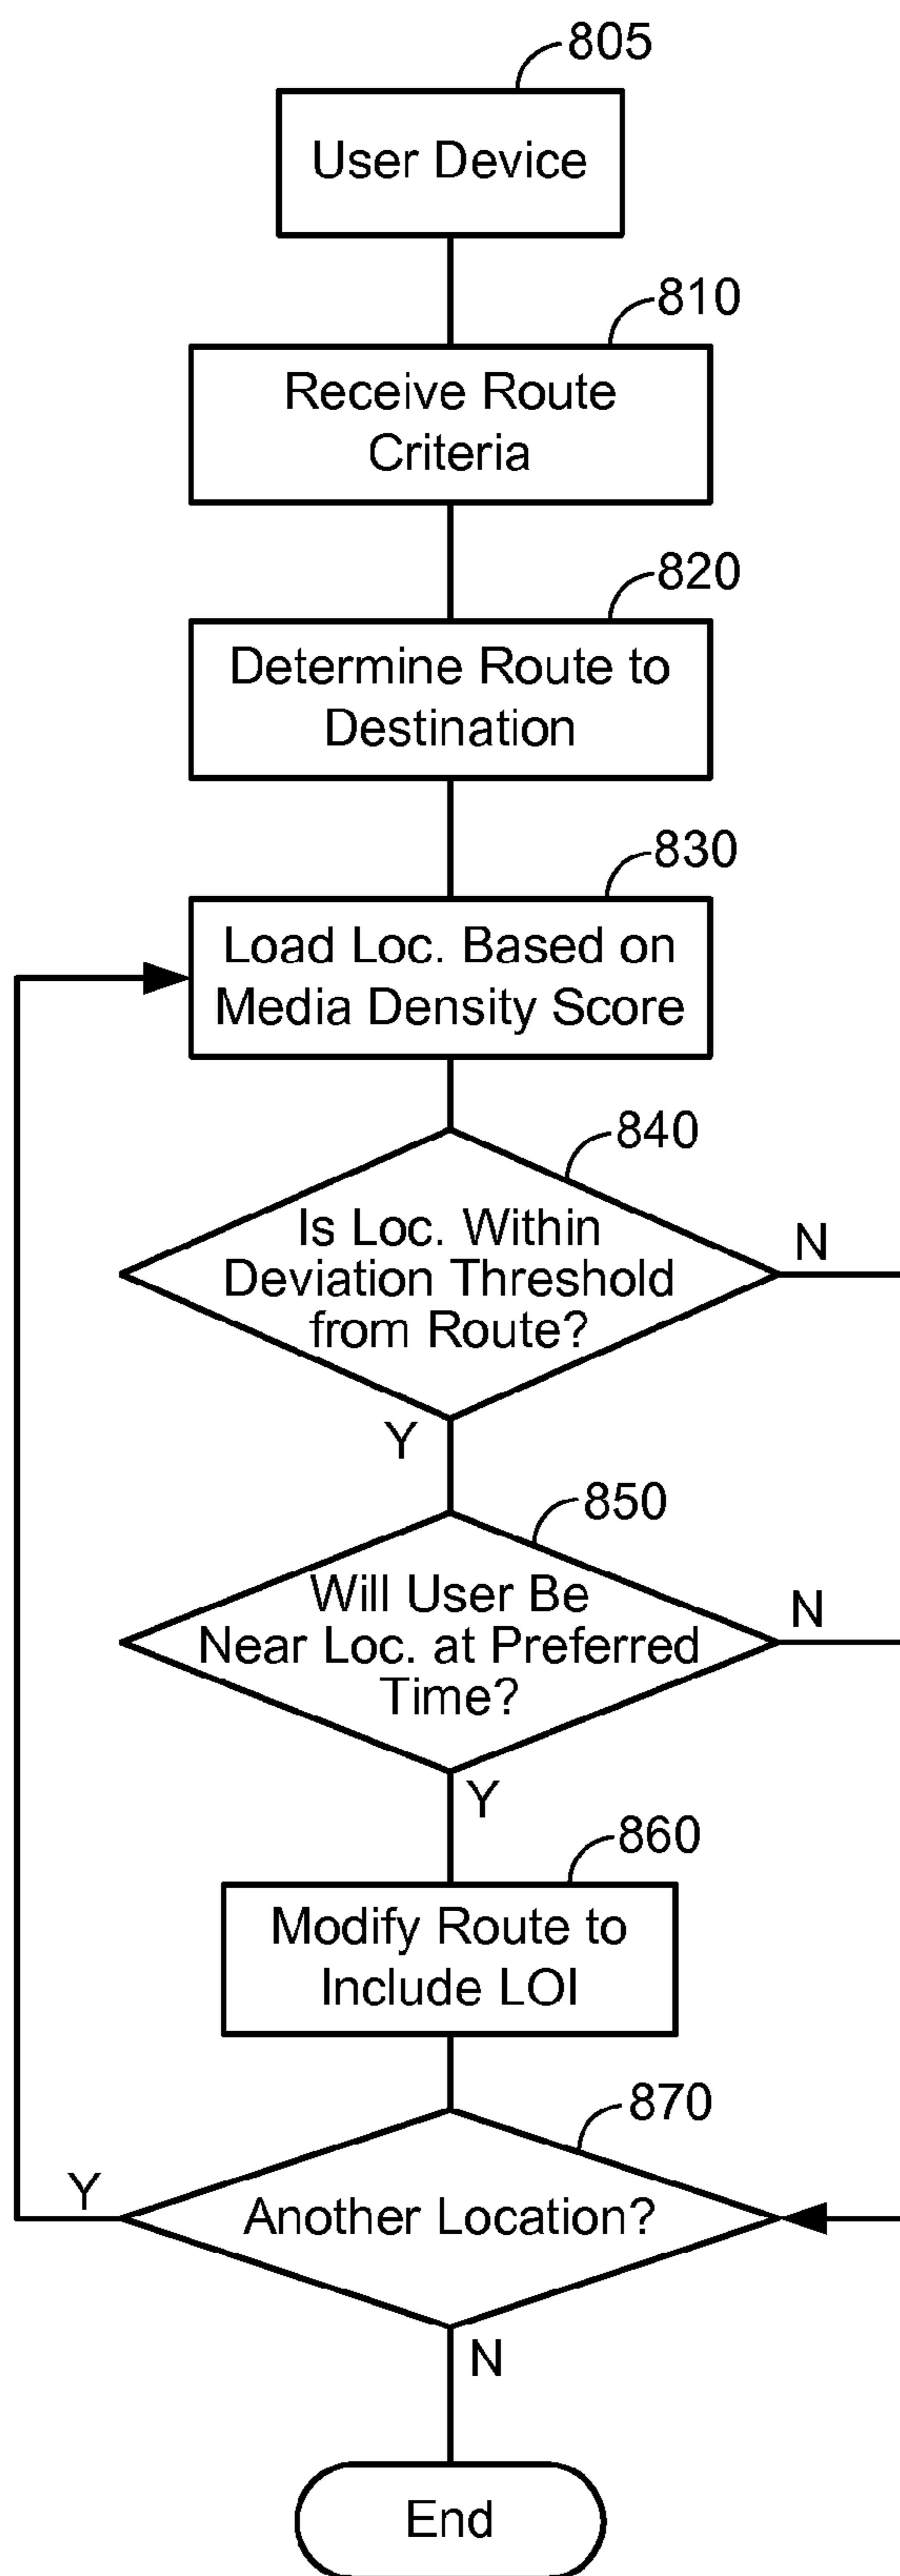 805
User Device
810
Receive Route
Criteria
820
Determine Route to
Destination
830
Load Loc. Based on
Media Density Score
840
Is Loc. Within
Deviation Threshold
from Route?
N
Y
850
Will User Be
Near Loc. at Preferred
Time?
N
Y
860
Modify Route to
Include LOI
870
Another Location?
Y
N
End